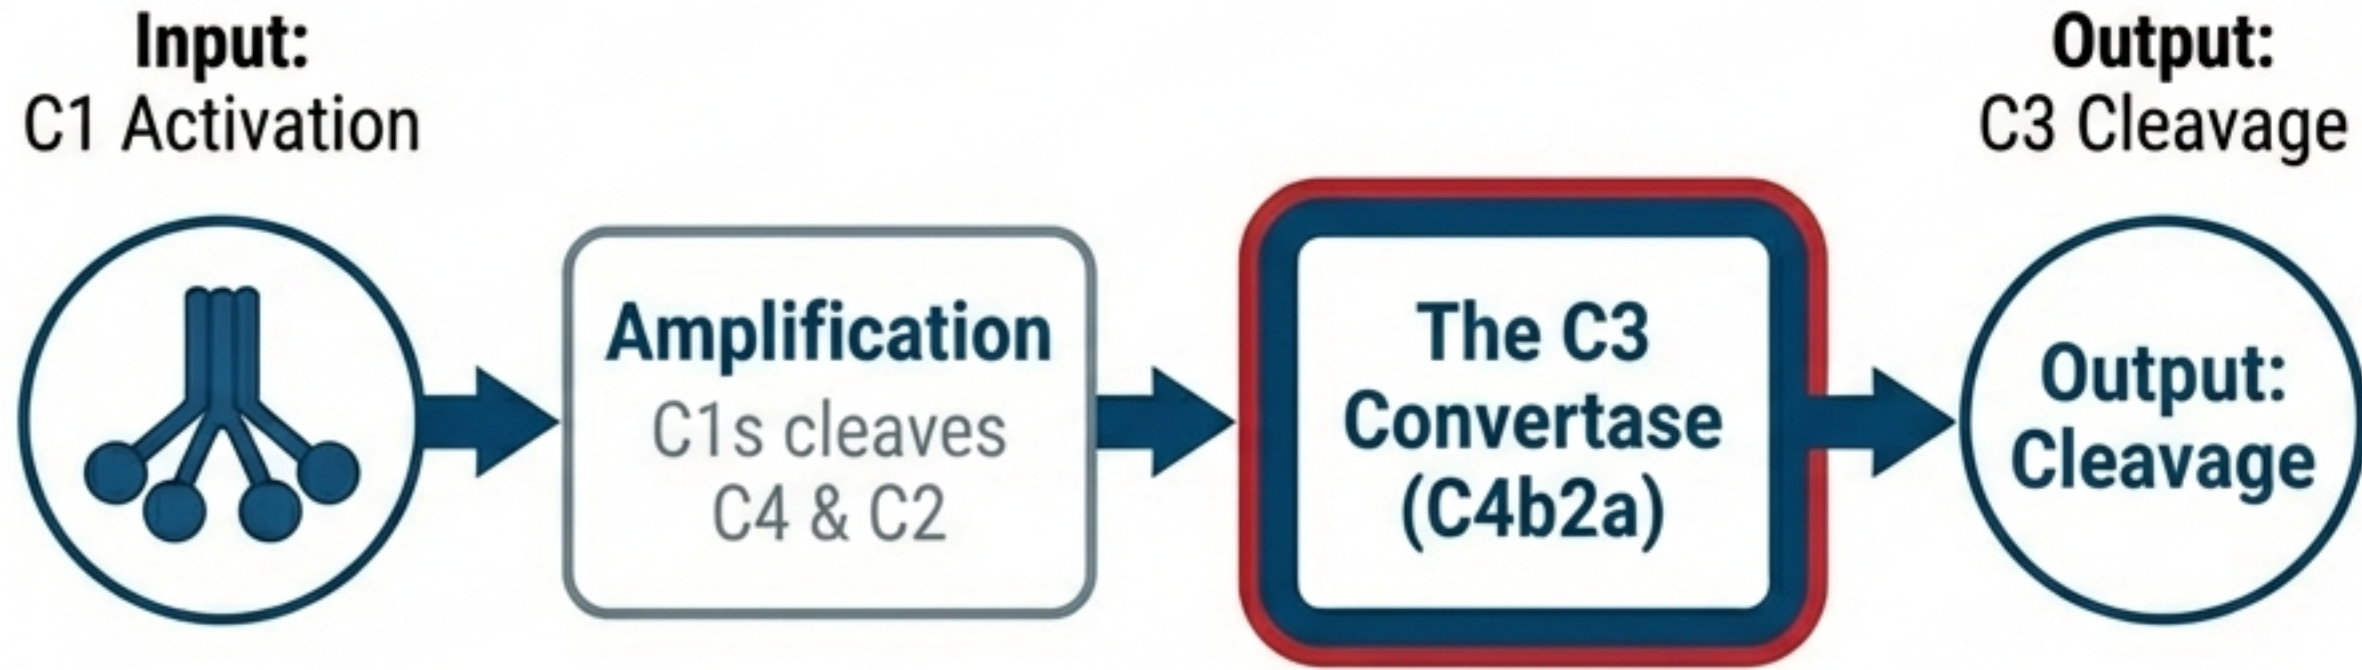 Input:
C1 Activation
Amplification
C1s cleaves
C4 & C2
The C3
Convertase
(C4b2a)
Output:
C3 Cleavage
Output:
Cleavage